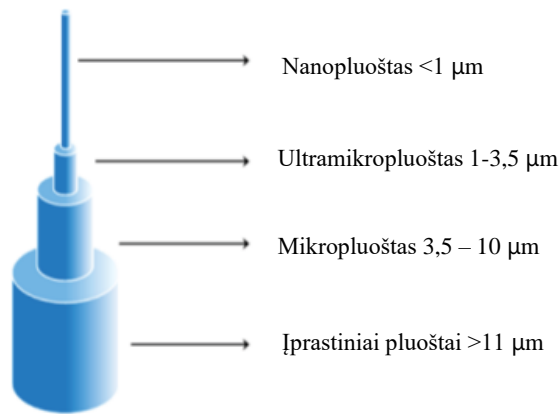 Nanopluoštas <1 μm
Ultramikropluoštas 1-3,5 μm
Mikropluoštas 3,5 – 10 μm
Įprastiniai pluoštai >11 μm